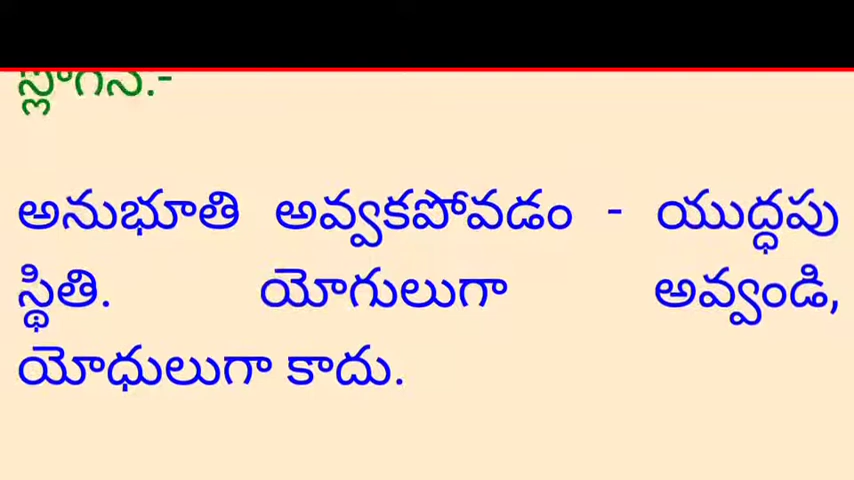 స్లోగన్:-
అనుభూతి అవ్వకపోవడం - యుద్ధపు
స్థితి. యోగులుగా అవ్వండి,
యోధులుగా కాదు.